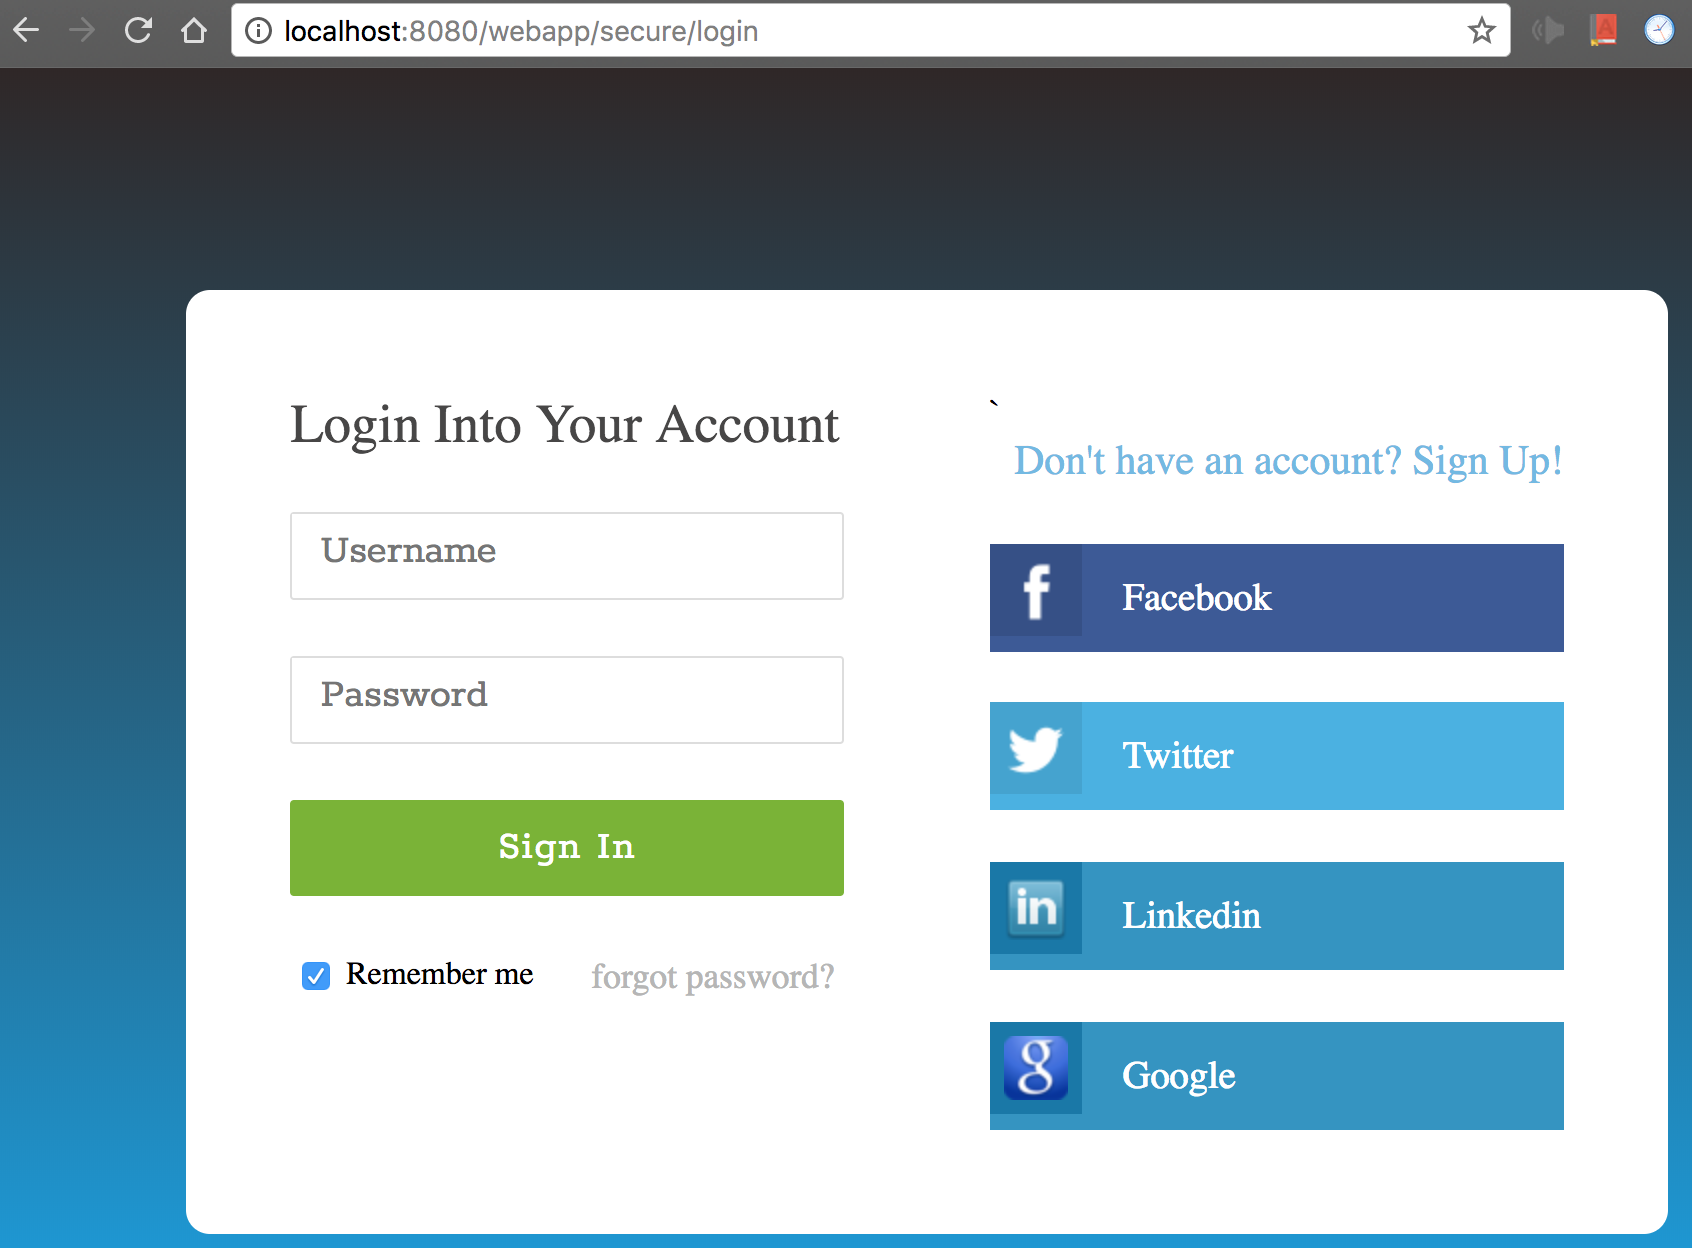 localhost:8080/webapp/secure/login
A
Login Into Your Account
Username
Password
Sign In
Remember me
forgot password?
`
Don't have an account? Sign Up!
f
Facebook
Twitter
in
Linkedin
g
Google